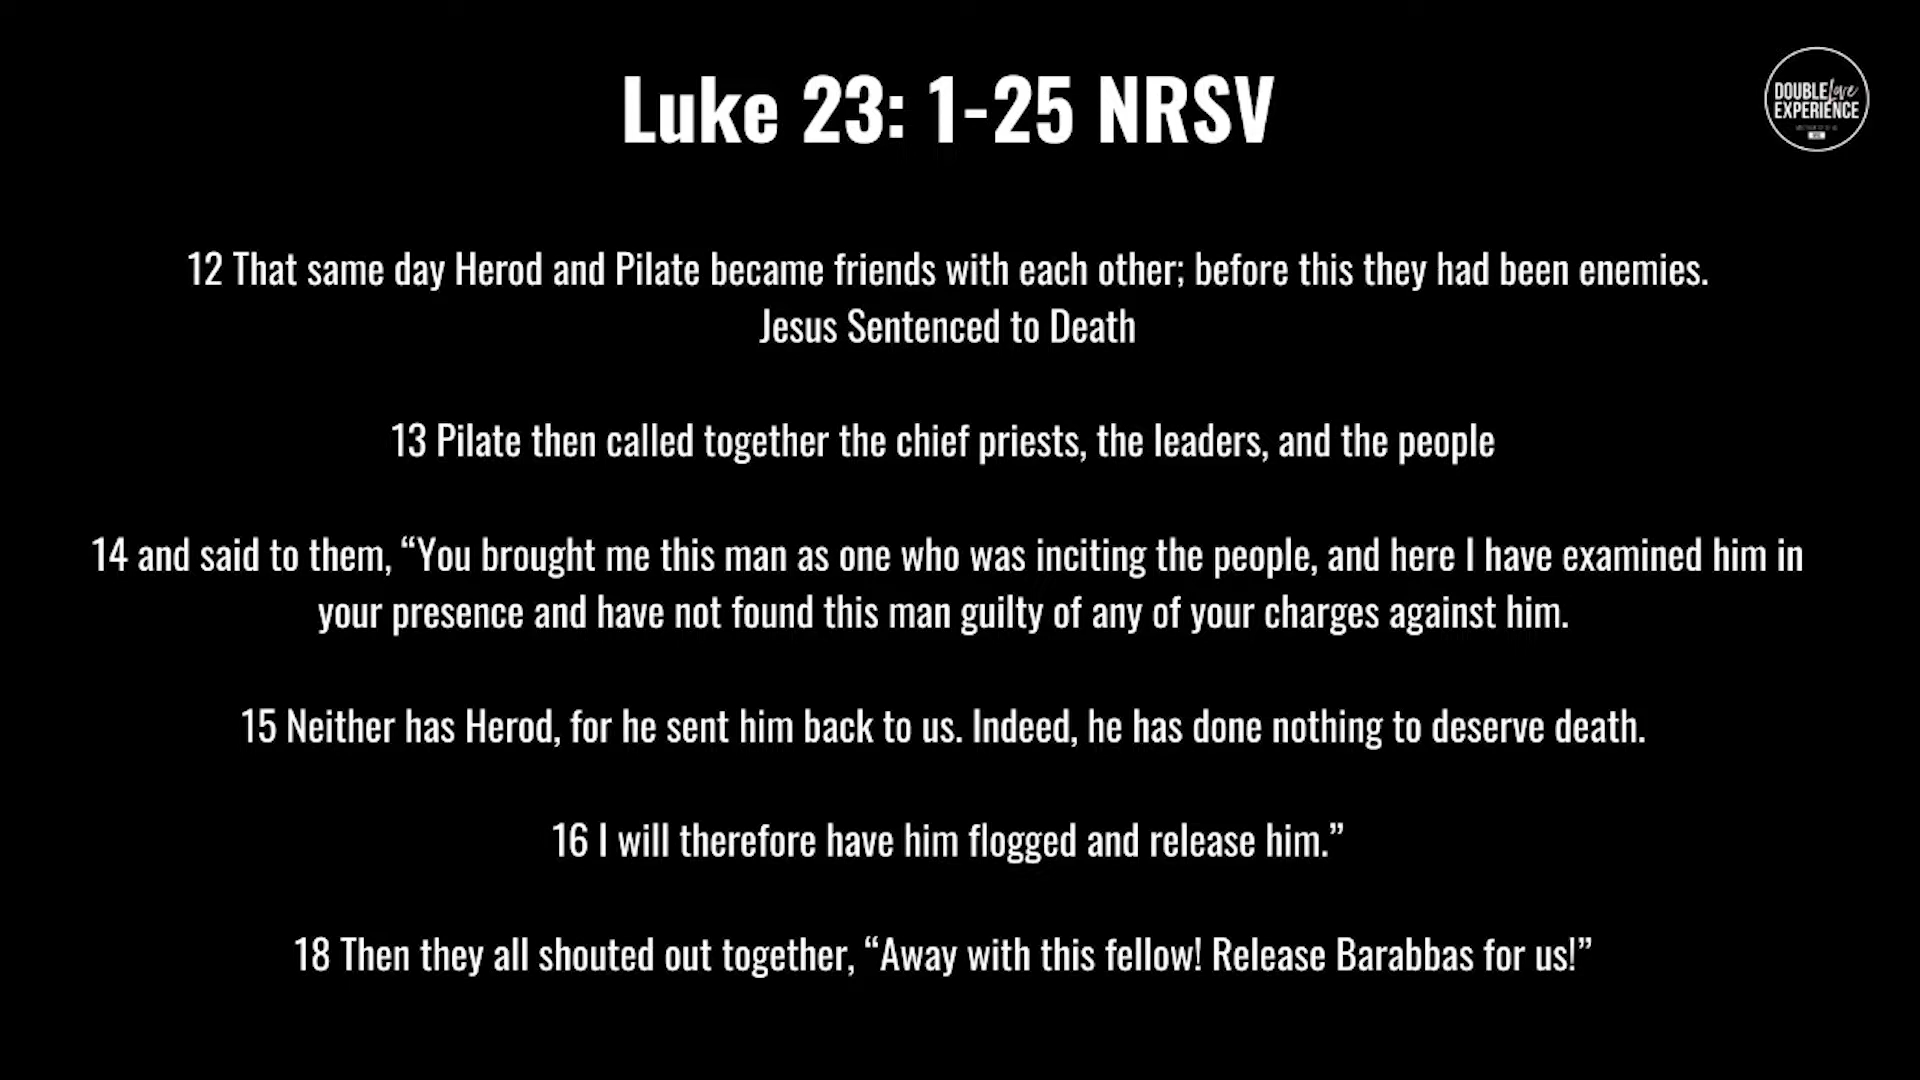 Luke 23: 1-25 NRSV
DOUBLE Love
EXPERIENCE
12 That same day Herod and Pilate became friends with each other; before this they had been enemies.
Jesus Sentenced to Death
13 Pilate then called together the chief priests, the leaders, and the people
14 and said to them, “You brought me this man as one who was inciting the people, and here I have examined him in
your presence and have not found this man guilty of any of your charges against him.
15 Neither has Herod, for he sent him back to us. Indeed, he has done nothing to deserve death.
16 I will therefore have him flogged and release him.”
18 Then they all shouted out together, “Away with this fellow! Release Barabbas for us!”